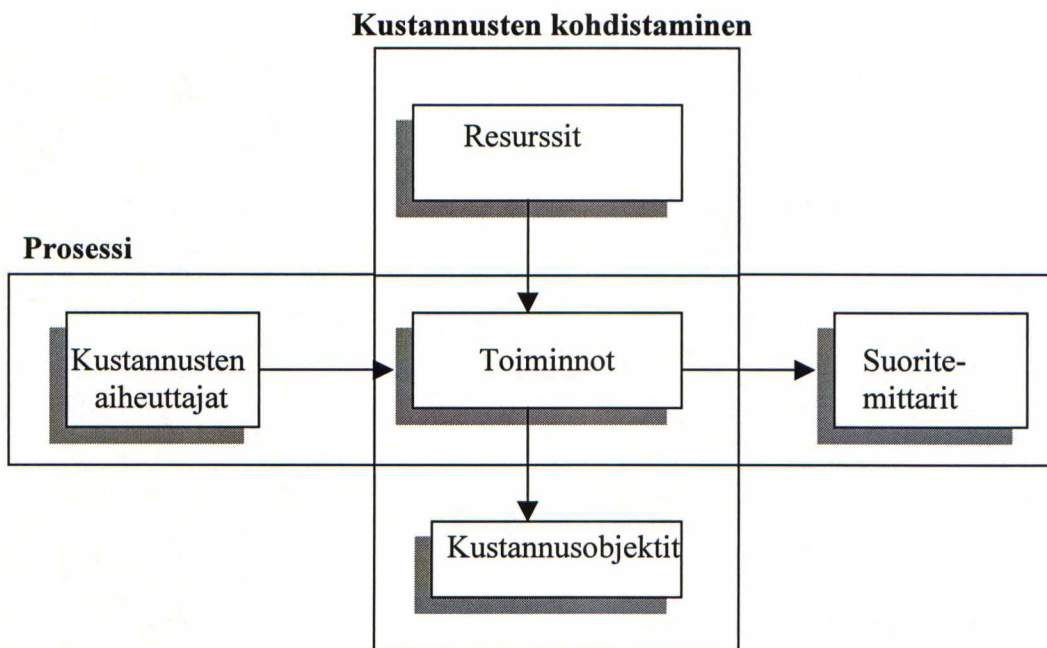 Kustannusten kohdistaminen
Resurssit
Prosessi
Kustannusten
aiheuttajat
Toiminnot
Suorite-
mittarit
Kustannusobjektit